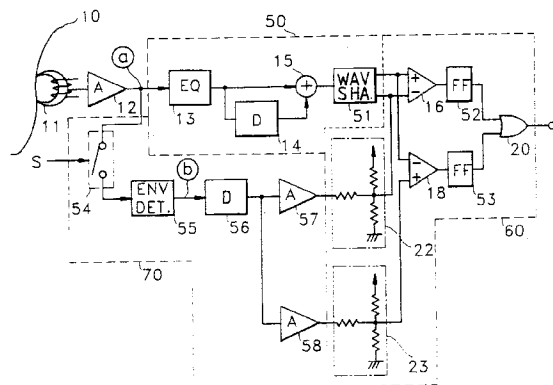 10
50
a
A
11
12
EQ
13
D
14
15
+
WAV
SHA.
51
+
−
16
FF
52
20
S
54
ENV
DET.
55
b
D
56
A
57
22
−
+
18
FF
53
60
70
A
58
23